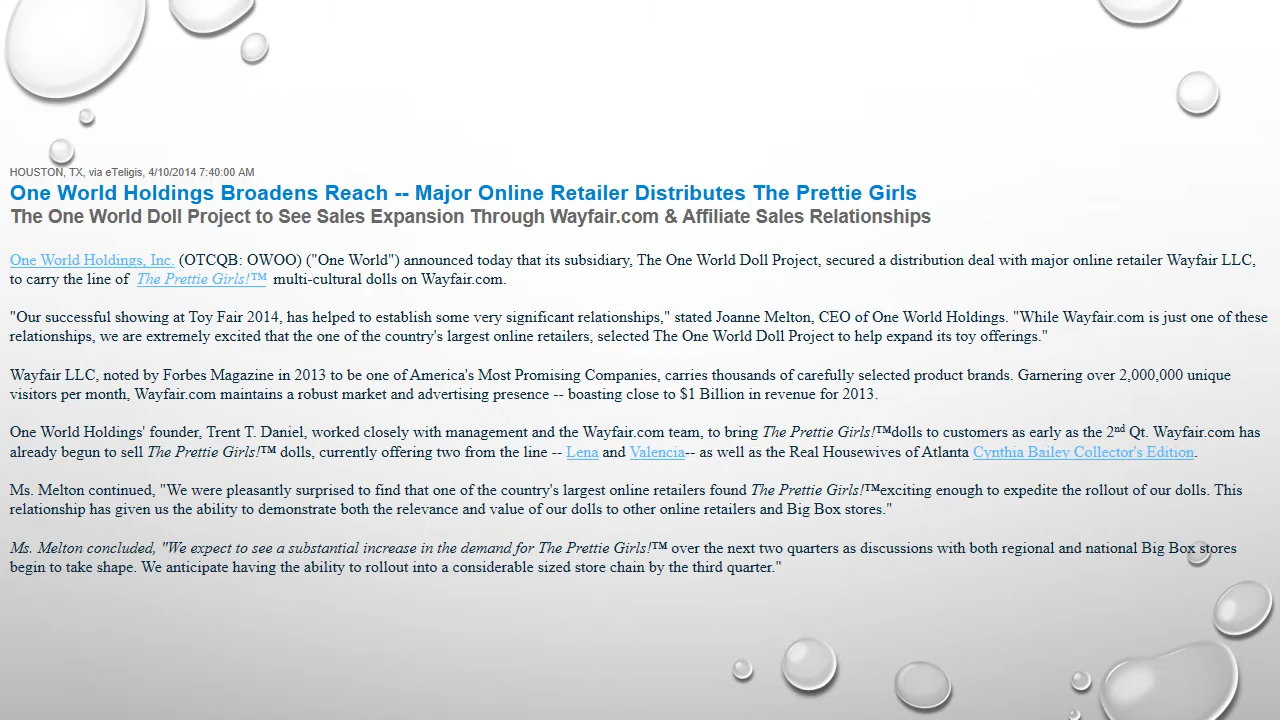 HOUSTON, TX, via eTeligis, 4/10/2014 7:40:00 AM
One World Holdings Broadens Reach -- Major Online Retailer Distributes The Prettie Girls
The One World Doll Project to See Sales Expansion Through Wayfair.com & Affiliate Sales Relationships
One World Holdings, Inc. (OTCQB: OWOO) ("One World") announced today that its subsidiary, The One World Doll Project, secured a distribution deal with major online retailer Wayfair LLC,
to carry the line of The Prettie Girls!™ multi-cultural dolls on Wayfair.com.
"Our successful showing at Toy Fair 2014, has helped to establish some very significant relationships," stated Joanne Melton, CEO of One World Holdings. "While Wayfair.com is just one of these
relationships, we are extremely excited that the one of the country's largest online retailers, selected The One World Doll Project to help expand its toy offerings."
Wayfair LLC, noted by Forbes Magazine in 2013 to be one of America's Most Promising Companies, carries thousands of carefully selected product brands. Garnering over 2,000,000 unique
visitors per month, Wayfair.com maintains a robust market and advertising presence -- boasting close to $1 Billion in revenue for 2013.
One World Holdings' founder, Trent T. Daniel, worked closely with management and the Wayfair.com team, to bring The Prettie Girls!™dolls to customers as early as the 2nd Qt. Wayfair.com has
already begun to sell The Prettie Girls!™ dolls, currently offering two from the line -- Lena and Valencia-- as well as the Real Housewives of Atlanta Cynthia Bailey Collector's Edition.
Ms. Melton continued, "We were pleasantly surprised to find that one of the country's largest online retailers found The Prettie Girls!™exciting enough to expedite the rollout of our dolls. This
relationship has given us the ability to demonstrate both the relevance and value of our dolls to other online retailers and Big Box stores."
Ms. Melton concluded, "We expect to see a substantial increase in the demand for The Prettie Girls!™ over the next two quarters as discussions with both regional and national Big Box stores
begin to take shape. We anticipate having the ability to rollout into a considerable sized store chain by the third quarter."